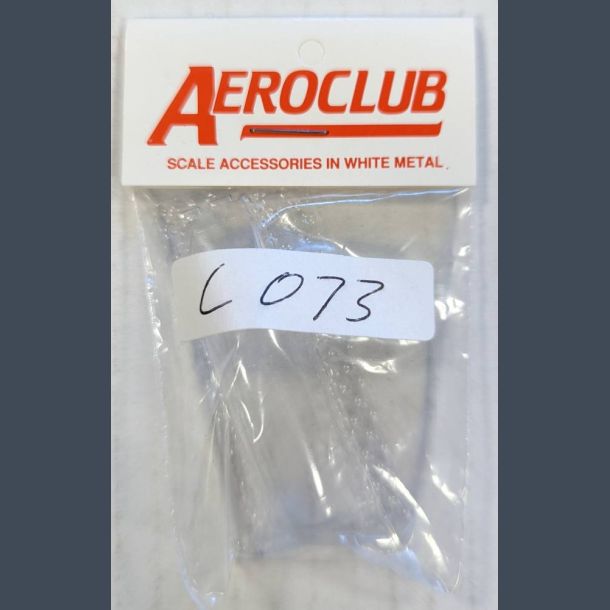 AEROCLUB
SCALE ACCESSORIES IN WHITE METAL.
C 073